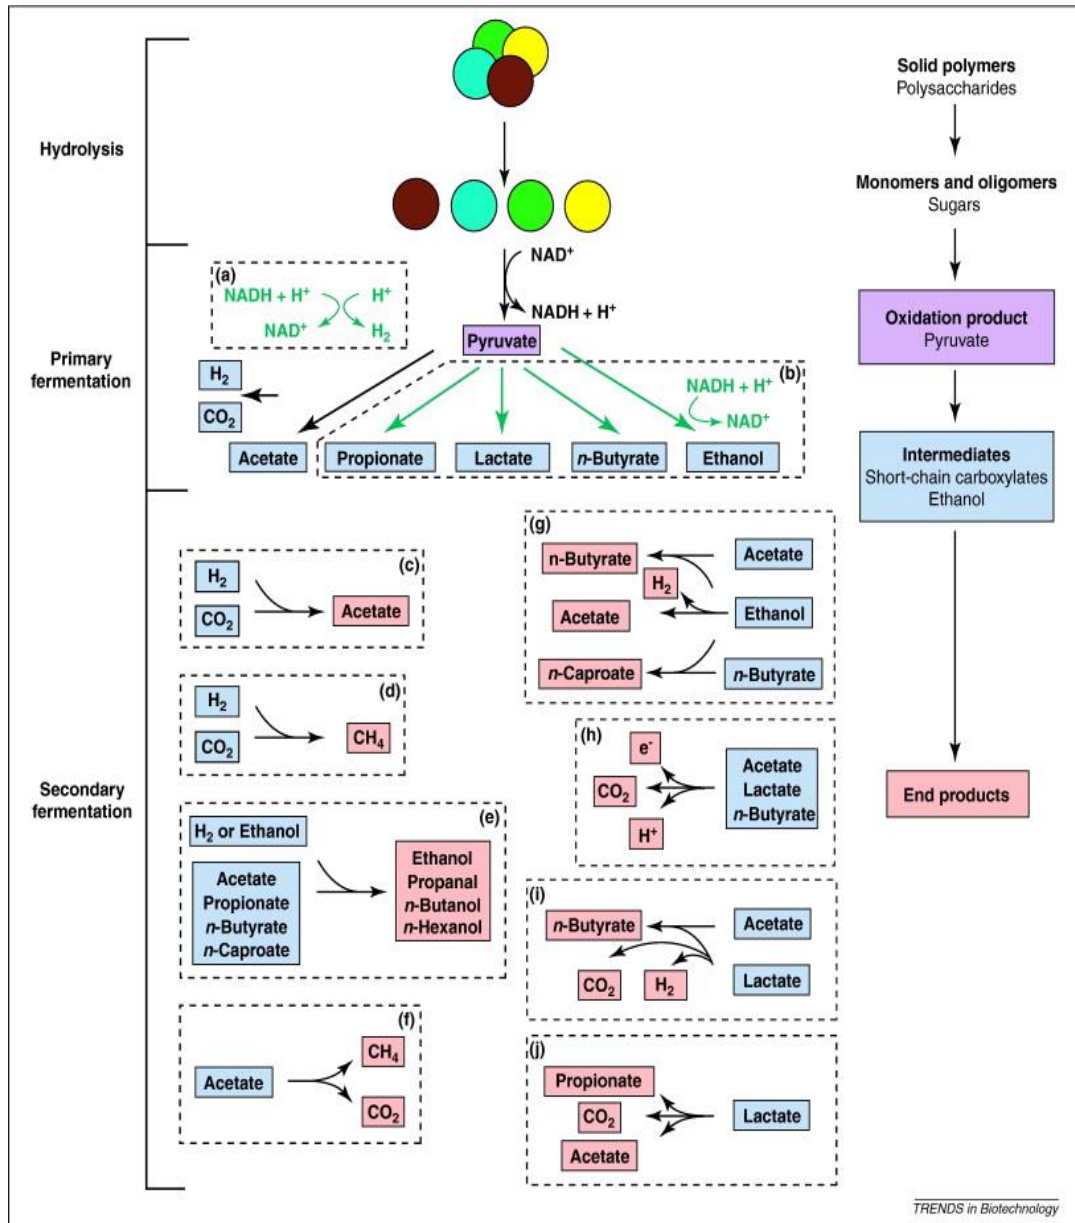 Solid polymers
Polysaccharides
Hydrolysis
Monomers and oligomers
Sugars
NAD⁺
NADH + H⁺
(a)
NADH + H⁺ H⁺
NAD⁺ H₂
Primary
fermentation
Pyruvate
Oxidation product
Pyruvate
H₂
CO₂
(b)
NADH + H⁺
NAD⁺
Acetate
Propionate
Lactate
n-Butyrate
Ethanol
Intermediates
Short-chain carboxylates
Ethanol
Secondary
fermentation
(c)
H₂
CO₂
Acetate
(d)
H₂
CO₂
CH₄
(e)
H₂ or Ethanol
Acetate
Propionate
n-Butyrate
n-Caproate
Ethanol
Propanal
n-Butanol
n-Hexanol
(f)
Acetate
CH₄
CO₂
(g)
n-Butyrate
Acetate
H₂
Acetate
Ethanol
n-Caproate
n-Butyrate
(h)
e⁻
CO₂
H⁺
Acetate
Lactate
n-Butyrate
End products
(i)
n-Butyrate
Acetate
CO₂
H₂
Lactate
(j)
Propionate
CO₂
Acetate
Lactate
TRENDS in Biotechnology